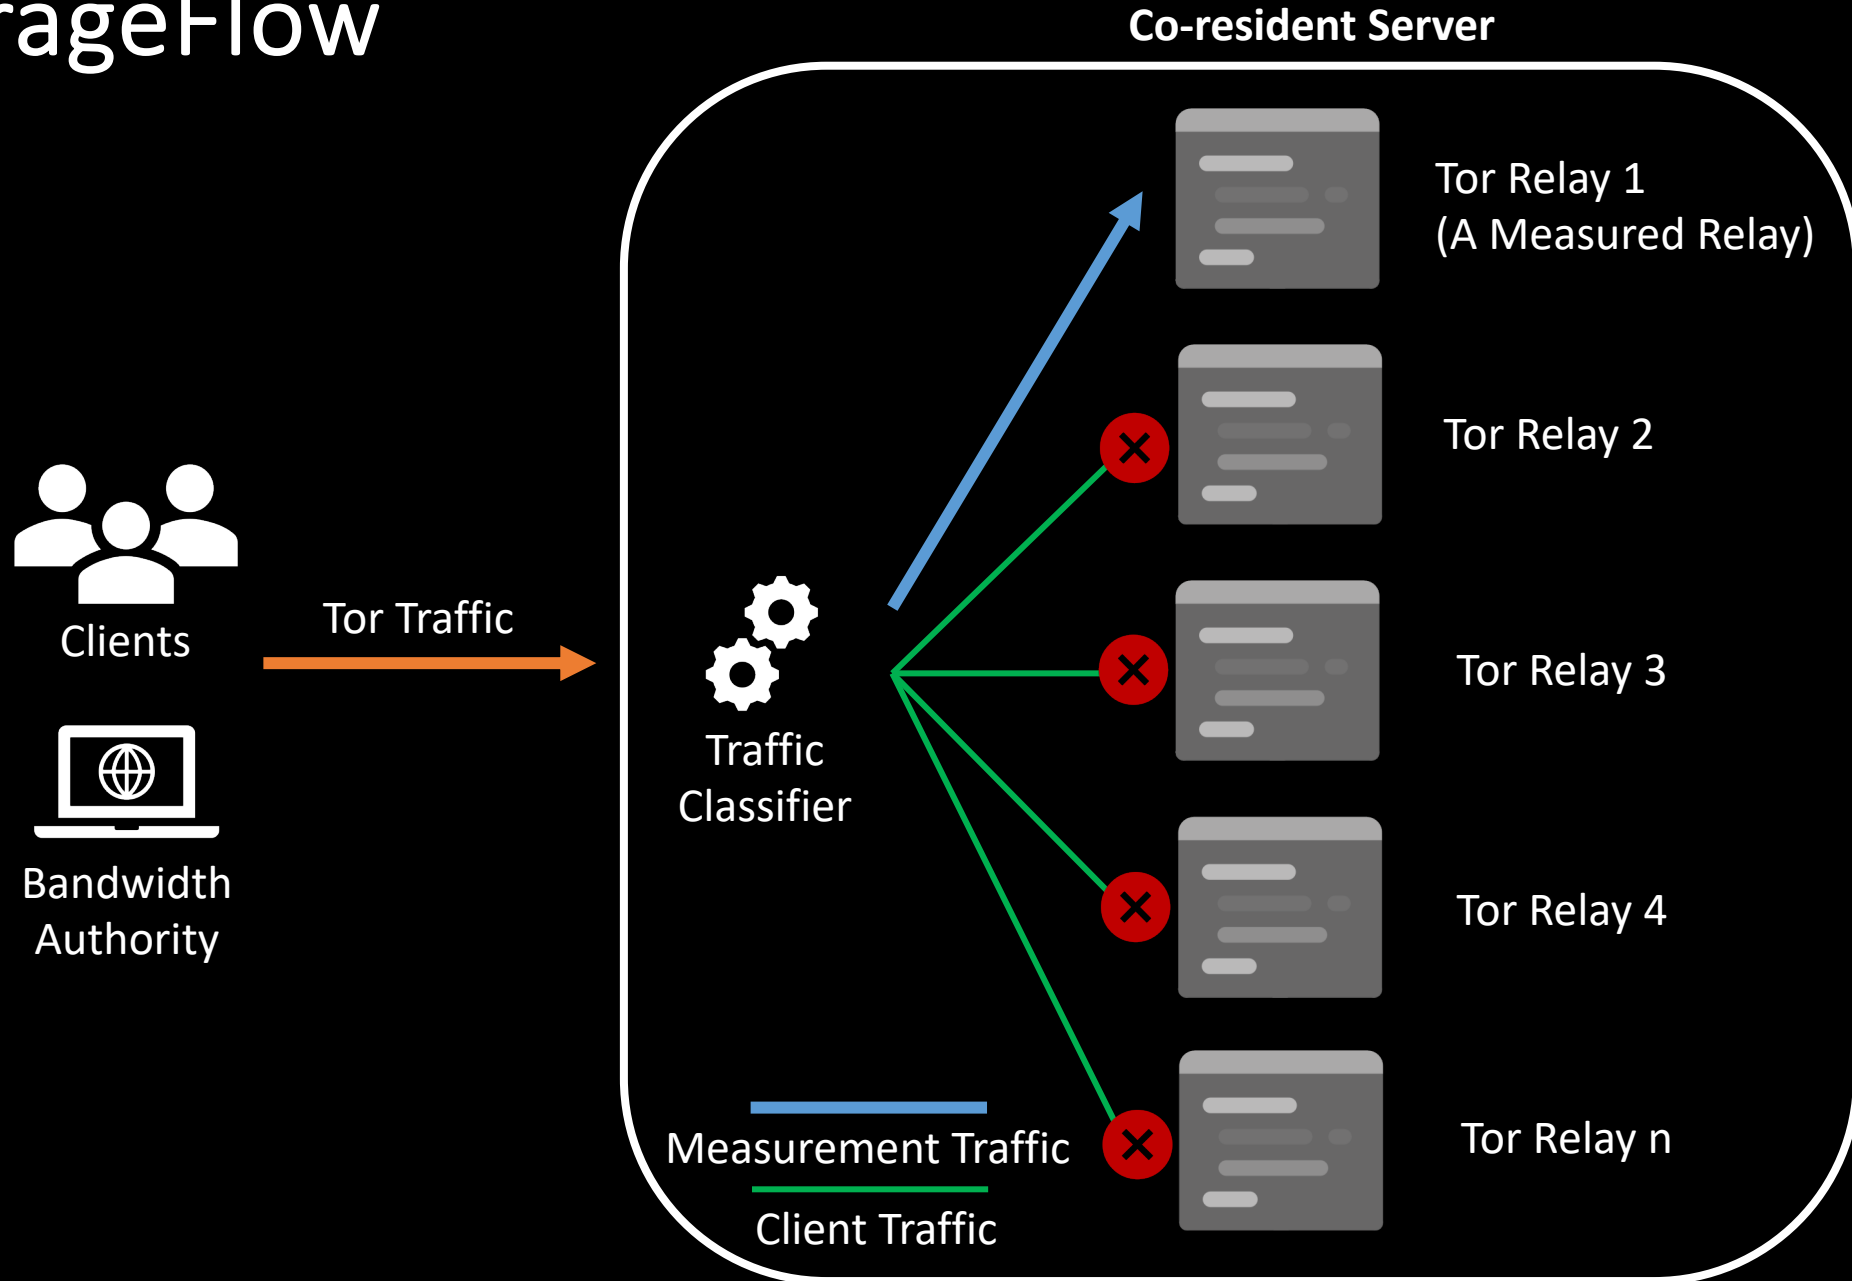 rageFlow
Co-resident Server
Tor Relay 1
(A Measured Relay)
Tor Relay 2
Clients
Tor Traffic
Tor Relay 3
Traffic
Classifier
Bandwidth
Authority
Tor Relay 4
Measurement Traffic
Tor Relay n
Client Traffic